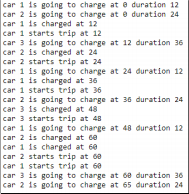 car 1 is going to charge at 0 duration 12
car 2 is going to charge at 0 duration 24
car 1 is charged at 12
car 1 starts trip at 12
car 3 is going to charge at 12 duration 36
car 2 is charged at 24
car 2 starts trip at 24
car 1 is going to charge at 24 duration 12
car 1 is charged at 36
car 1 starts trip at 36
car 2 is going to charge at 36 duration 24
car 3 is charged at 48
car 3 starts trip at 48
car 1 is going to charge at 48 duration 12
car 2 is charged at 60
car 1 is charged at 60
car 2 starts trip at 60
car 1 starts trip at 60
car 3 is going to charge at 60 duration 36
car 2 is going to charge at 65 duration 24